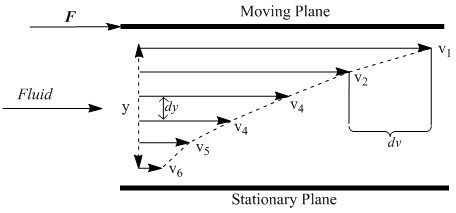 Moving Plane
F
v1
v2
Fluid
y
dy
v4
v4
v5
dv
v6
Stationary Plane